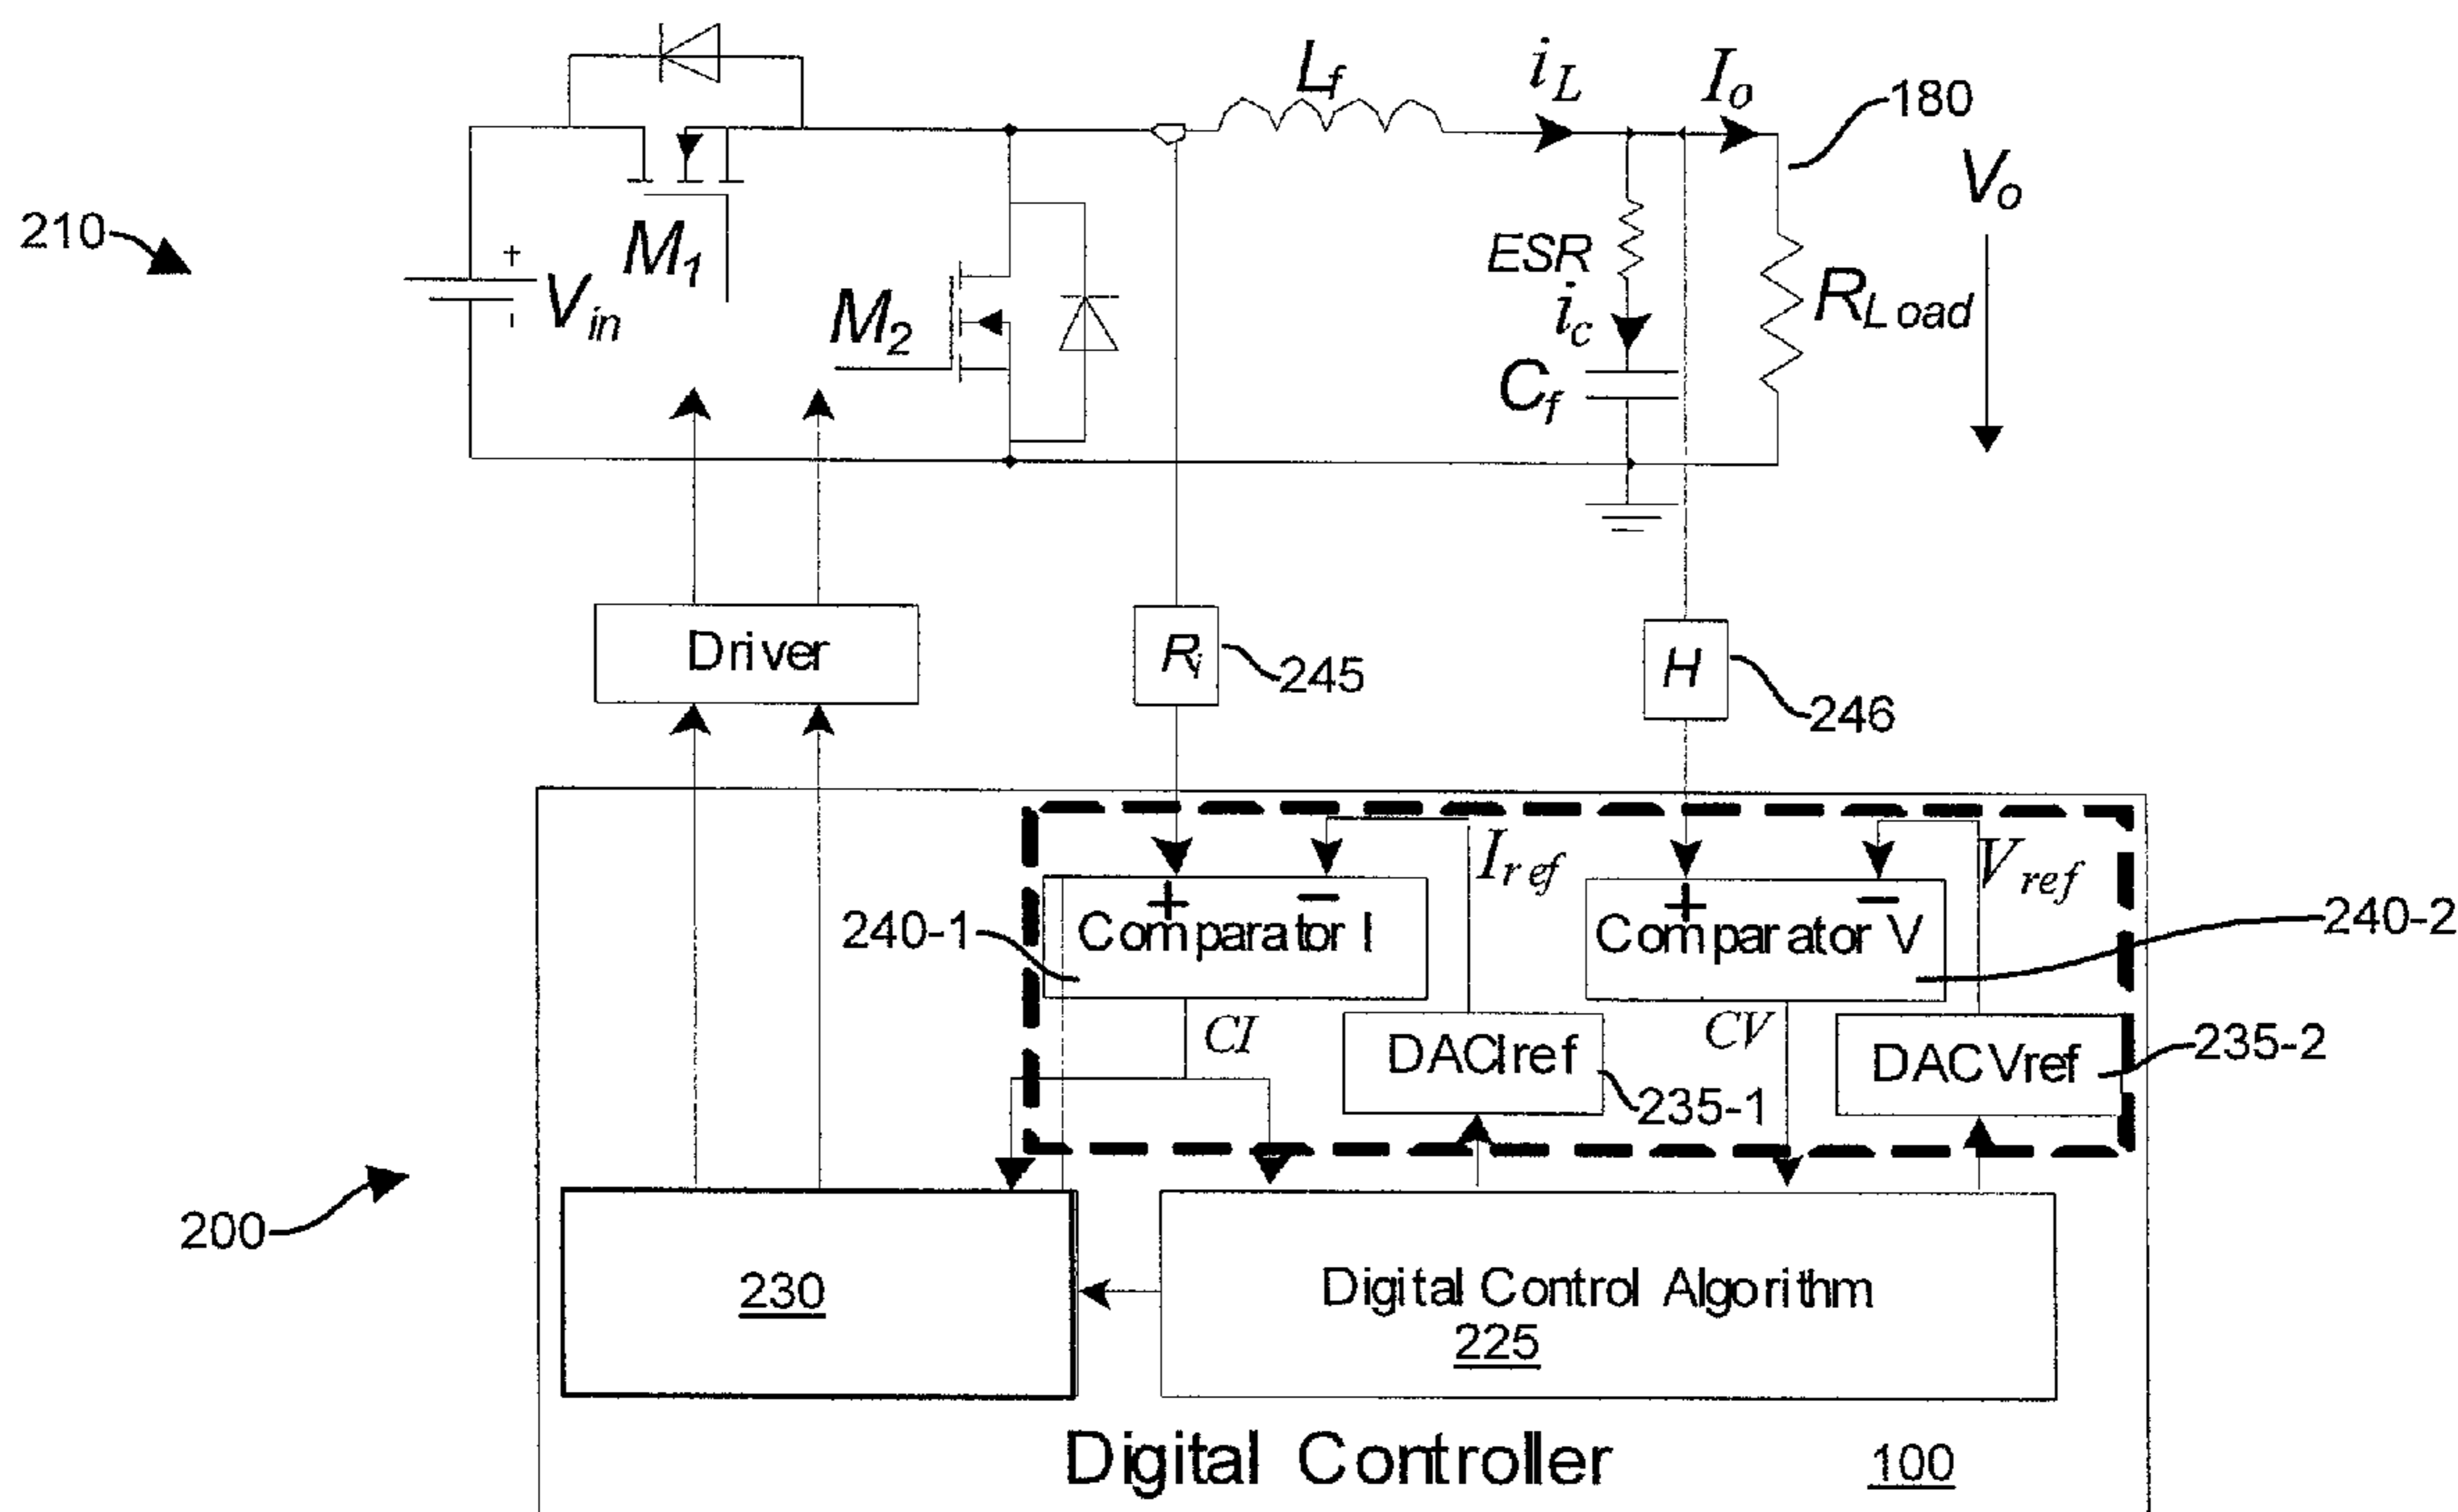 L_f
i_L
I_o
180
V_o
210
+
-
V_in
M_1
M_2
ESR
i_c
C_f
R_Load
Driver
R_i
245
H
246
I_ref
V_ref
+ -
+ -
240-1
Comparator I
Comparator V
240-2
CI
DACIref
235-1
CV
DACVref
235-2
200
230
Digital Control Algorithm
225
Digital Controller
100